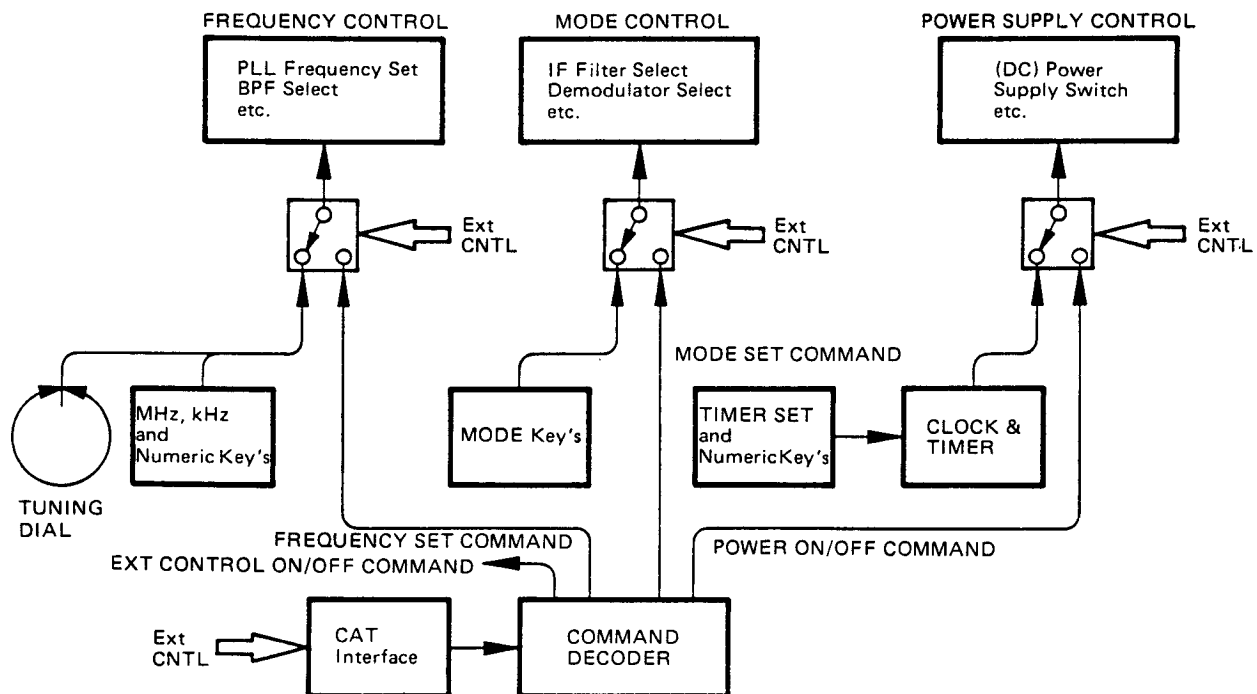 FREQUENCY CONTROL
MODE CONTROL
POWER SUPPLY CONTROL
PLL Frequency Set
BPF Select
etc.
IF Filter Select
Demodulator Select
etc.
(DC) Power
Supply Switch
etc.
Ext
CNTL
Ext
CNTL
Ext
CNTL
MODE SET COMMAND
MHz, kHz
and
Numeric Key's
MODE Key's
TIMER SET
and
Numeric Key's
CLOCK &
TIMER
TUNING
DIAL
FREQUENCY SET COMMAND
POWER ON/OFF COMMAND
EXT CONTROL ON/OFF COMMAND
Ext
CNTL
CAT
Interface
COMMAND
DECODER